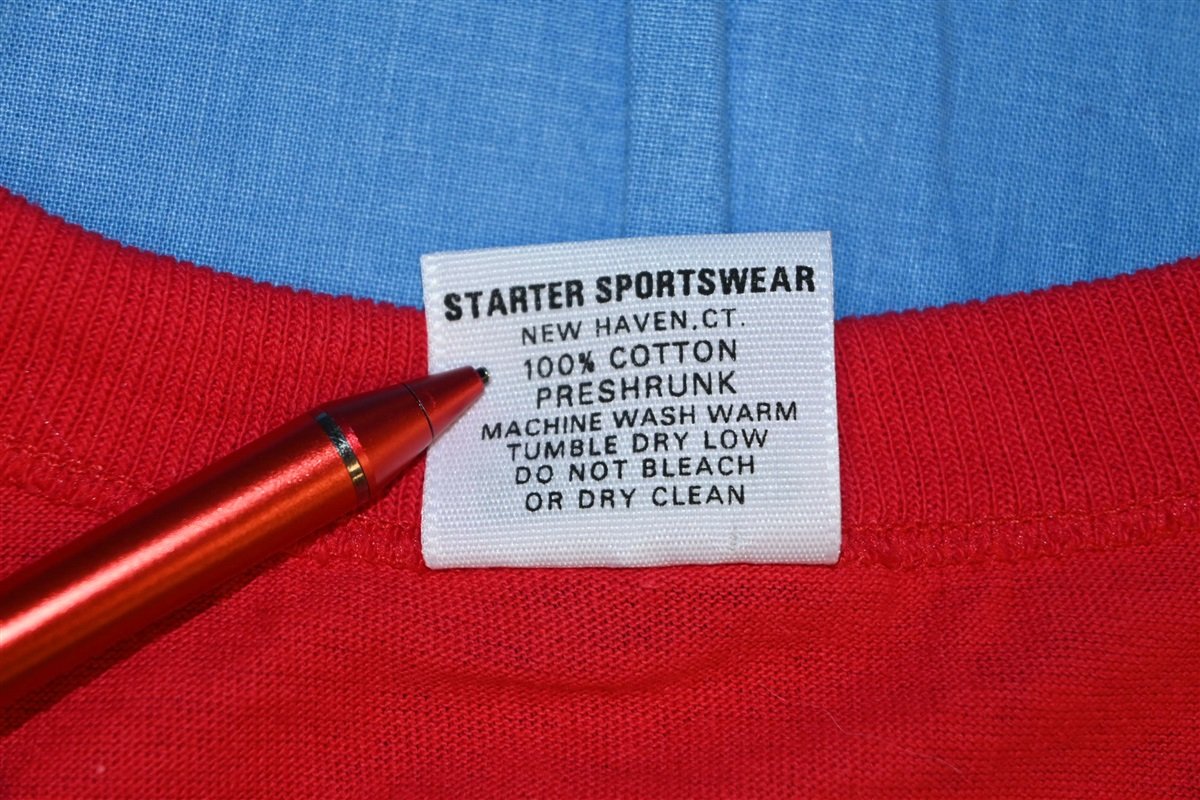 STARTER SPORTSWEAR
NEW HAVEN, CT.
100% COTTON
PRESHRUNK
MACHINE WASH WARM
TUMBLE DRY LOW
DO NOT BLEACH
OR DRY CLEAN